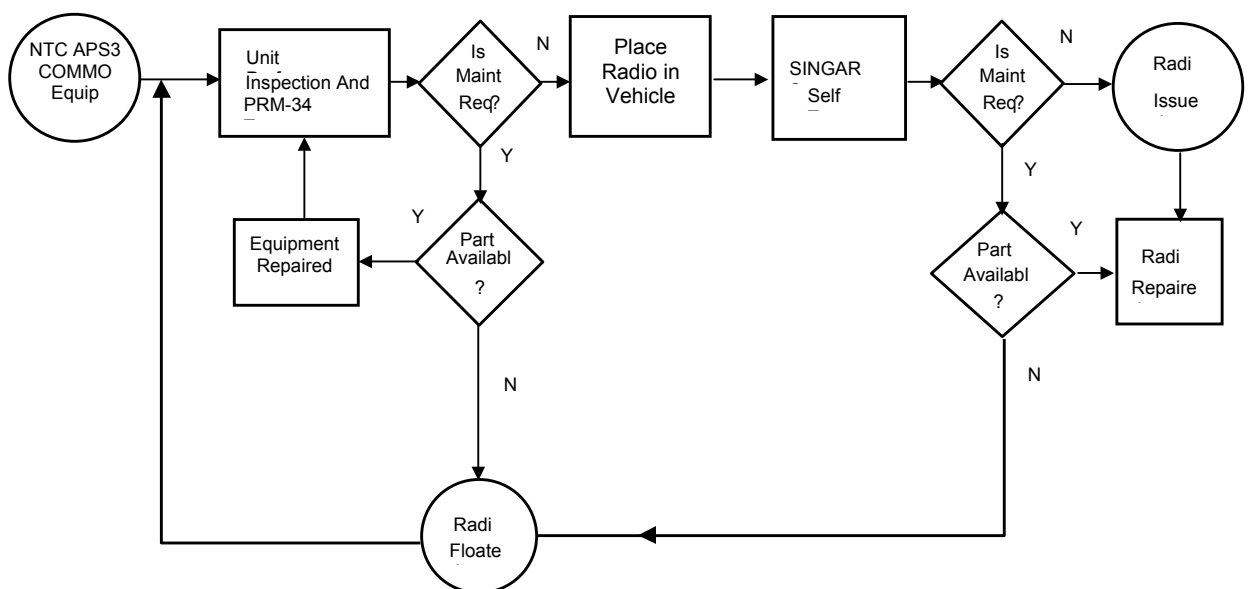 NTC APS3
COMMO
Equip
Unit
Inspection And
PRM-34
Is
Maint
Req?
N
Place
Radio in
Vehicle
SINGAR
Self
Is
Maint
Req?
N
Radi
Issue
Y
Y
Equipment
Repaired
Y
Part
Availabl
?
Part
Availabl
?
Y
Radi
Repaire
N
N
Radi
Floate